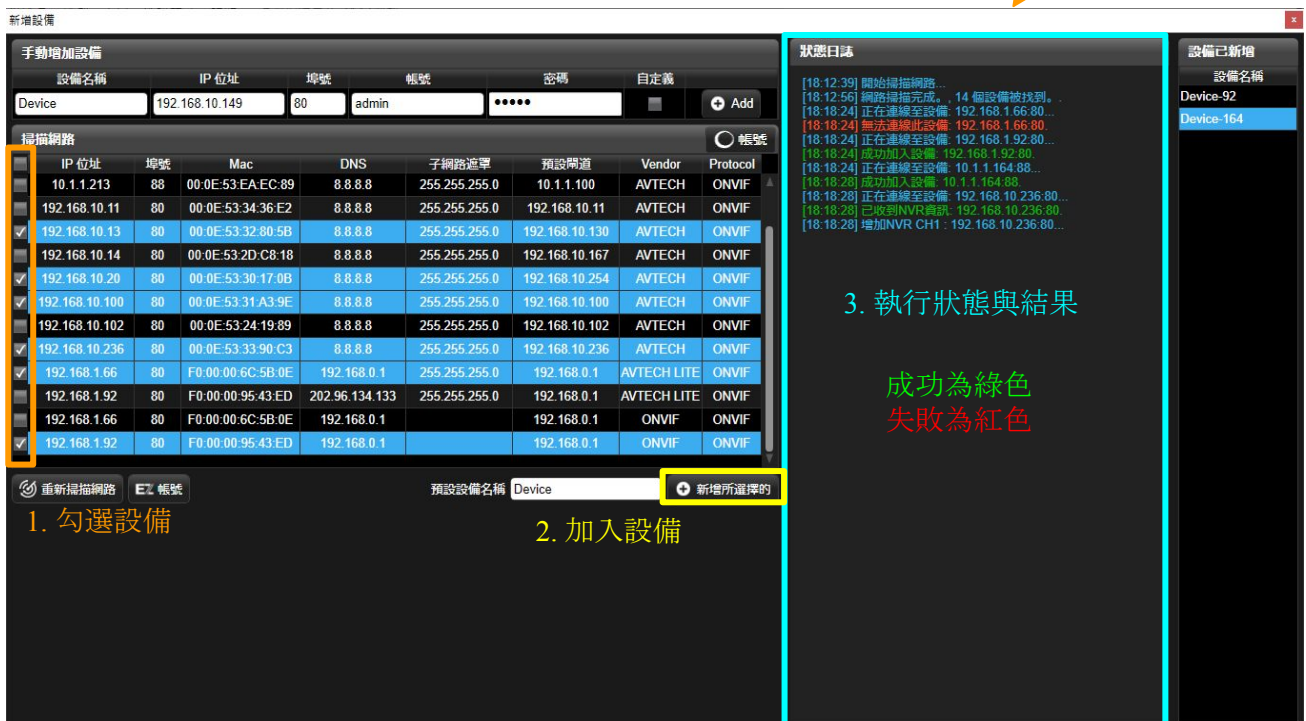 新增設備
x
手動增加設備
設備名稱 IP 位址 埠號 帳號 密碼 自定義
Device 192.168.10.149 80 admin ●●●●● Add
掃描網路 帳號
IP 位址 埠號 Mac DNS 子網路遮罩 預設閘道 Vendor Protocol
10.1.1.213 88 00:0E:53:EA:EC:89 8.8.8.8 255.255.255.0 10.1.1.100 AVTECH ONVIF
192.168.10.11 80 00:0E:53:34:36:E2 8.8.8.8 255.255.255.0 192.168.10.11 AVTECH ONVIF
192.168.10.13 80 00:0E:53:32:80:5B 8.8.8.8 255.255.255.0 192.168.10.130 AVTECH ONVIF
192.168.10.14 80 00:0E:53:2D:C8:18 8.8.8.8 255.255.255.0 192.168.10.167 AVTECH ONVIF
192.168.10.20 80 00:0E:53:30:17:0B 8.8.8.8 255.255.255.0 192.168.10.254 AVTECH ONVIF
192.168.10.100 80 00:0E:53:31:A3:9E 8.8.8.8 255.255.255.0 192.168.10.100 AVTECH ONVIF
192.168.10.102 80 00:0E:53:24:19:89 8.8.8.8 255.255.255.0 192.168.10.102 AVTECH ONVIF
192.168.10.236 80 00:0E:53:33:90:C3 8.8.8.8 255.255.255.0 192.168.10.236 AVTECH ONVIF
192.168.1.66 80 F0:00:00:6C:5B:0E 192.168.0.1 255.255.255.0 192.168.0.1 AVTECH LITE ONVIF
192.168.1.92 80 F0:00:00:95:43:ED 202.96.134.133 255.255.255.0 192.168.0.1 AVTECH LITE ONVIF
192.168.1.66 80 F0:00:00:6C:5B:0E 192.168.0.1 192.168.0.1 ONVIF ONVIF
192.168.1.92 80 F0:00:00:95:43:ED 192.168.0.1 192.168.0.1 ONVIF ONVIF
重新掃描網路 EZ 帳號 預設設備名稱 Device 新增所選擇的
1. 勾選設備
2. 加入設備
狀態日誌
[18:12:39] 開始掃描網路...
[18:12:56] 網路掃描完成。, 14 個設備被找到。.
[18:18:24] 正在連線至設備: 192.168.1.66:80...
[18:18:24] 無法連線此設備: 192.168.1.66:80.
[18:18:24] 正在連線至設備: 192.168.1.92:80...
[18:18:24] 成功加入設備: 192.168.1.92:80.
[18:18:24] 正在連線至設備: 10.1.1.164:88...
[18:18:28] 成功加入設備: 10.1.1.164:88.
[18:18:28] 正在連線至設備: 192.168.10.236:80...
[18:18:28] 已收到NVR資訊: 192.168.10.236:80.
[18:18:28] 增加NVR CH1 : 192.168.10.236:80...
3. 執行狀態與結果
成功為綠色
失敗為紅色
設備已新增
設備名稱
Device-92
Device-164